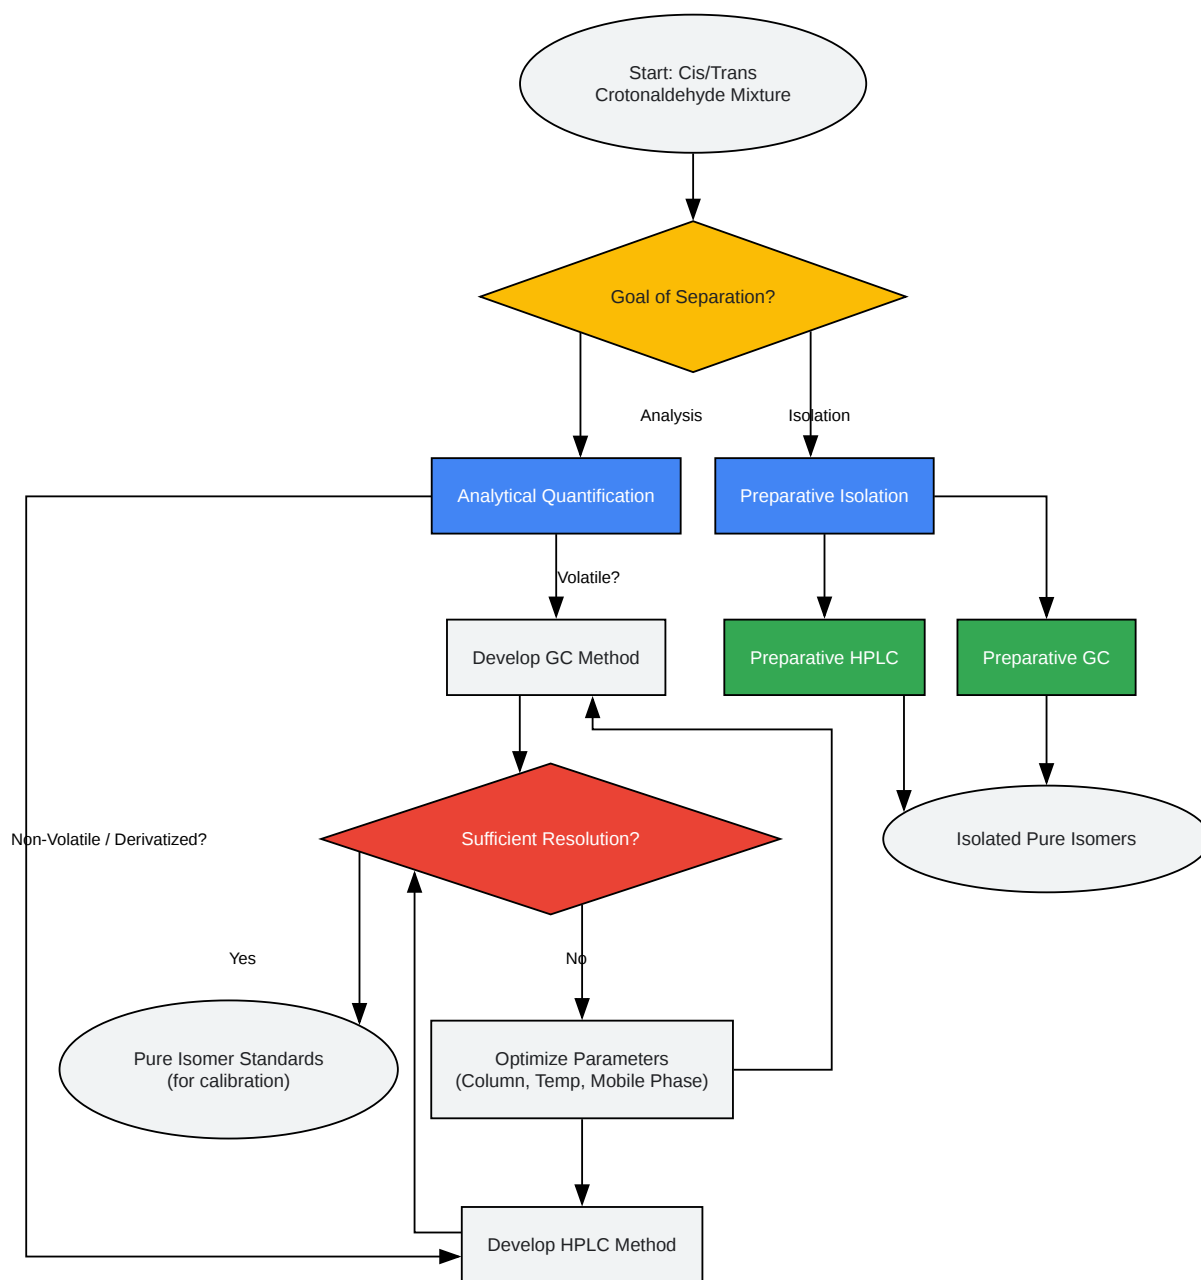 Start: Cis/Trans
Crotonaldehyde Mixture
Goal of Separation?
Analysis
Isolation
Analytical Quantification
Preparative Isolation
Volatile?
Develop GC Method
Preparative HPLC
Preparative GC
Non-Volatile / Derivatized?
Sufficient Resolution?
Isolated Pure Isomers
Yes
No
Pure Isomer Standards
(for calibration)
Optimize Parameters
(Column, Temp, Mobile Phase)
Develop HPLC Method